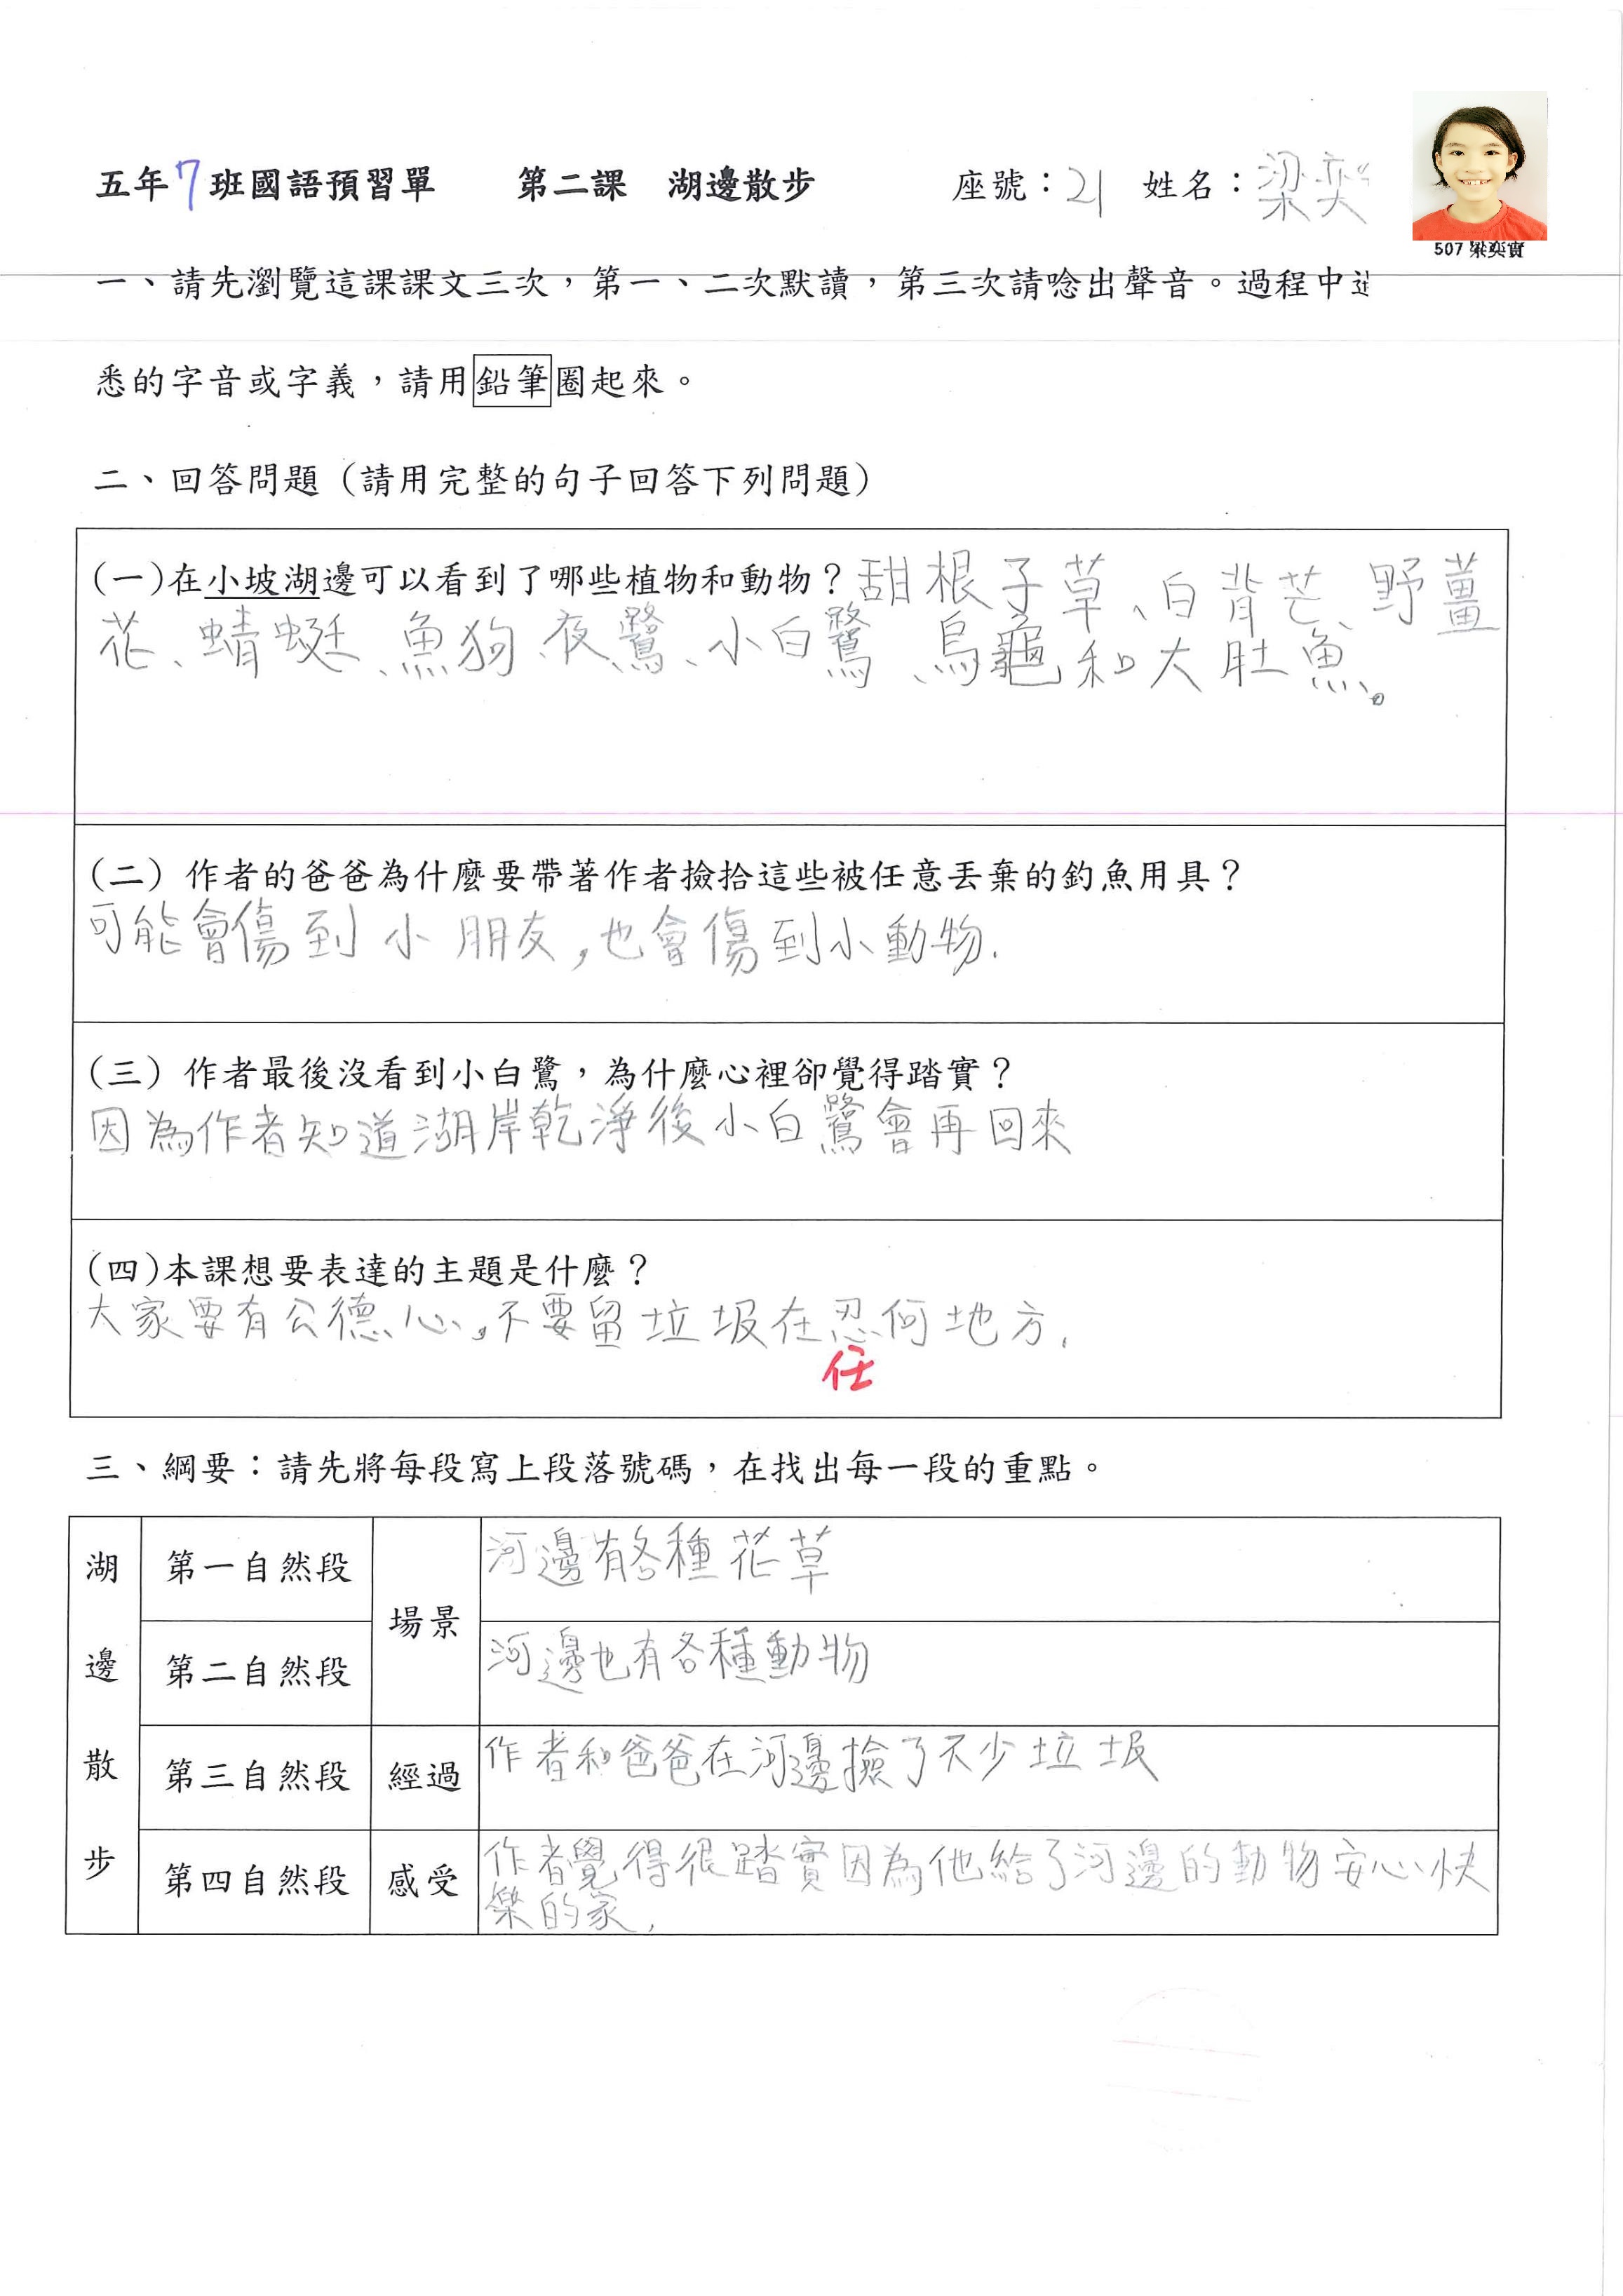 五年7班國語預習單 第二課 湖邊散步 座號：21 姓名：梁奕
507 梁奕實
一、請先瀏覽這課課文三次，第一、二次默讀，第三次請唸出聲音。過程中
悉的字音或字義，請用鉛筆圈起來。
二、回答問題（請用完整的句子回答下列問題）
(一)在小坡湖邊可以看到了哪些植物和動物？甜根子草、白背芒、野薑
花、蜻蜓、魚狗、夜鷺、小白鷺、烏龜和大肚魚。
(二) 作者的爸爸為什麼要帶著作者撿拾這些被任意丟棄的釣魚用具？
可能會傷到小朋友，也會傷到小動物.
(三) 作者最後沒看到小白鷺，為什麼心裡卻覺得踏實？
因為作者知道湖岸乾淨後小白鷺會再回來
(四)本課想要表達的主題是什麼？
大家要有公德心,不要留垃圾在忍何地方.
任
三、綱要：請先將每段寫上段落號碼，在找出每一段的重點。
湖邊散步
第一自然段 場景 河邊有各種花草
第二自然段 河邊也有各種動物
第三自然段 經過 作者和爸爸在河邊撿了不少垃圾
第四自然段 感受 作者覺得很踏實因為他給了河邊的動物安心快
樂的家.